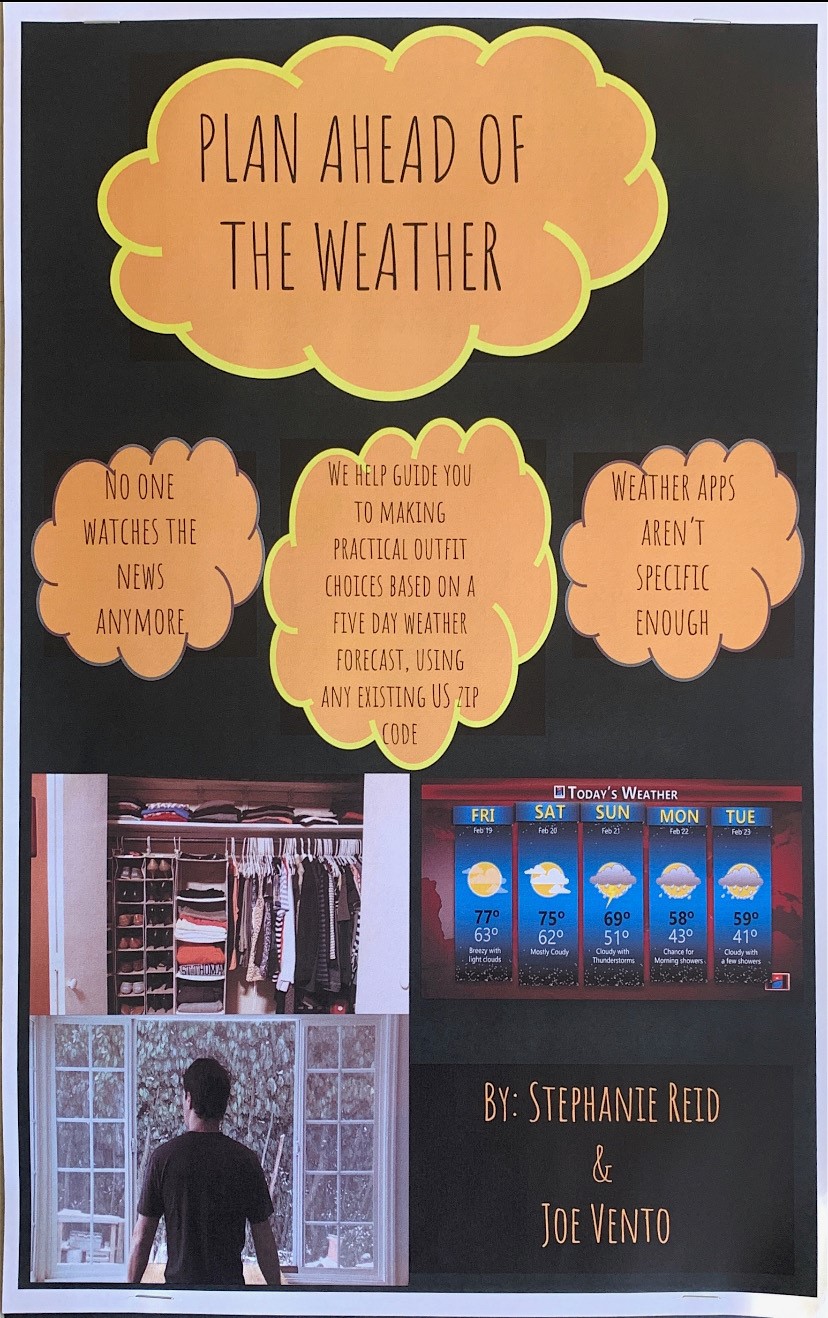 PLAN AHEAD OF
THE WEATHER
NO ONE
WATCHES THE
NEWS
ANYMORE
WE HELP GUIDE YOU
TO MAKING
PRACTICAL OUTFIT
CHOICES BASED ON A
FIVE DAY WEATHER
FORECAST, USING
ANY EXISTING US ZIP
CODE
WEATHER APPS
AREN'T
SPECIFIC
ENOUGH
TODAY'S WEATHER
FRI SAT SUN MON TUE
Feb 19 Feb 20 Feb 21 Feb 22 Feb 23
77° 75° 69° 58° 59°
63° 62° 51° 43° 41°
Breezy with Mostly Coudy Cloudy with Chance for Cloudy with
light clouds Thunderstorms Morning showers a few showers
BY: STEPHANIE REID
&
JOE VENTO